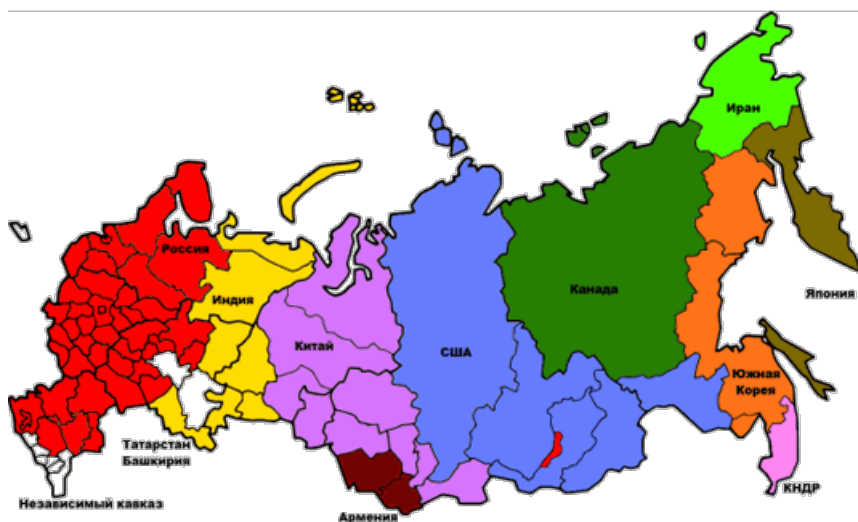 Иран
Россия
Япония
Индия
Канада
Китай
США
Южная
Корея
Татарстан
Башкирия
КНДР
Независимый кавказ
Армения